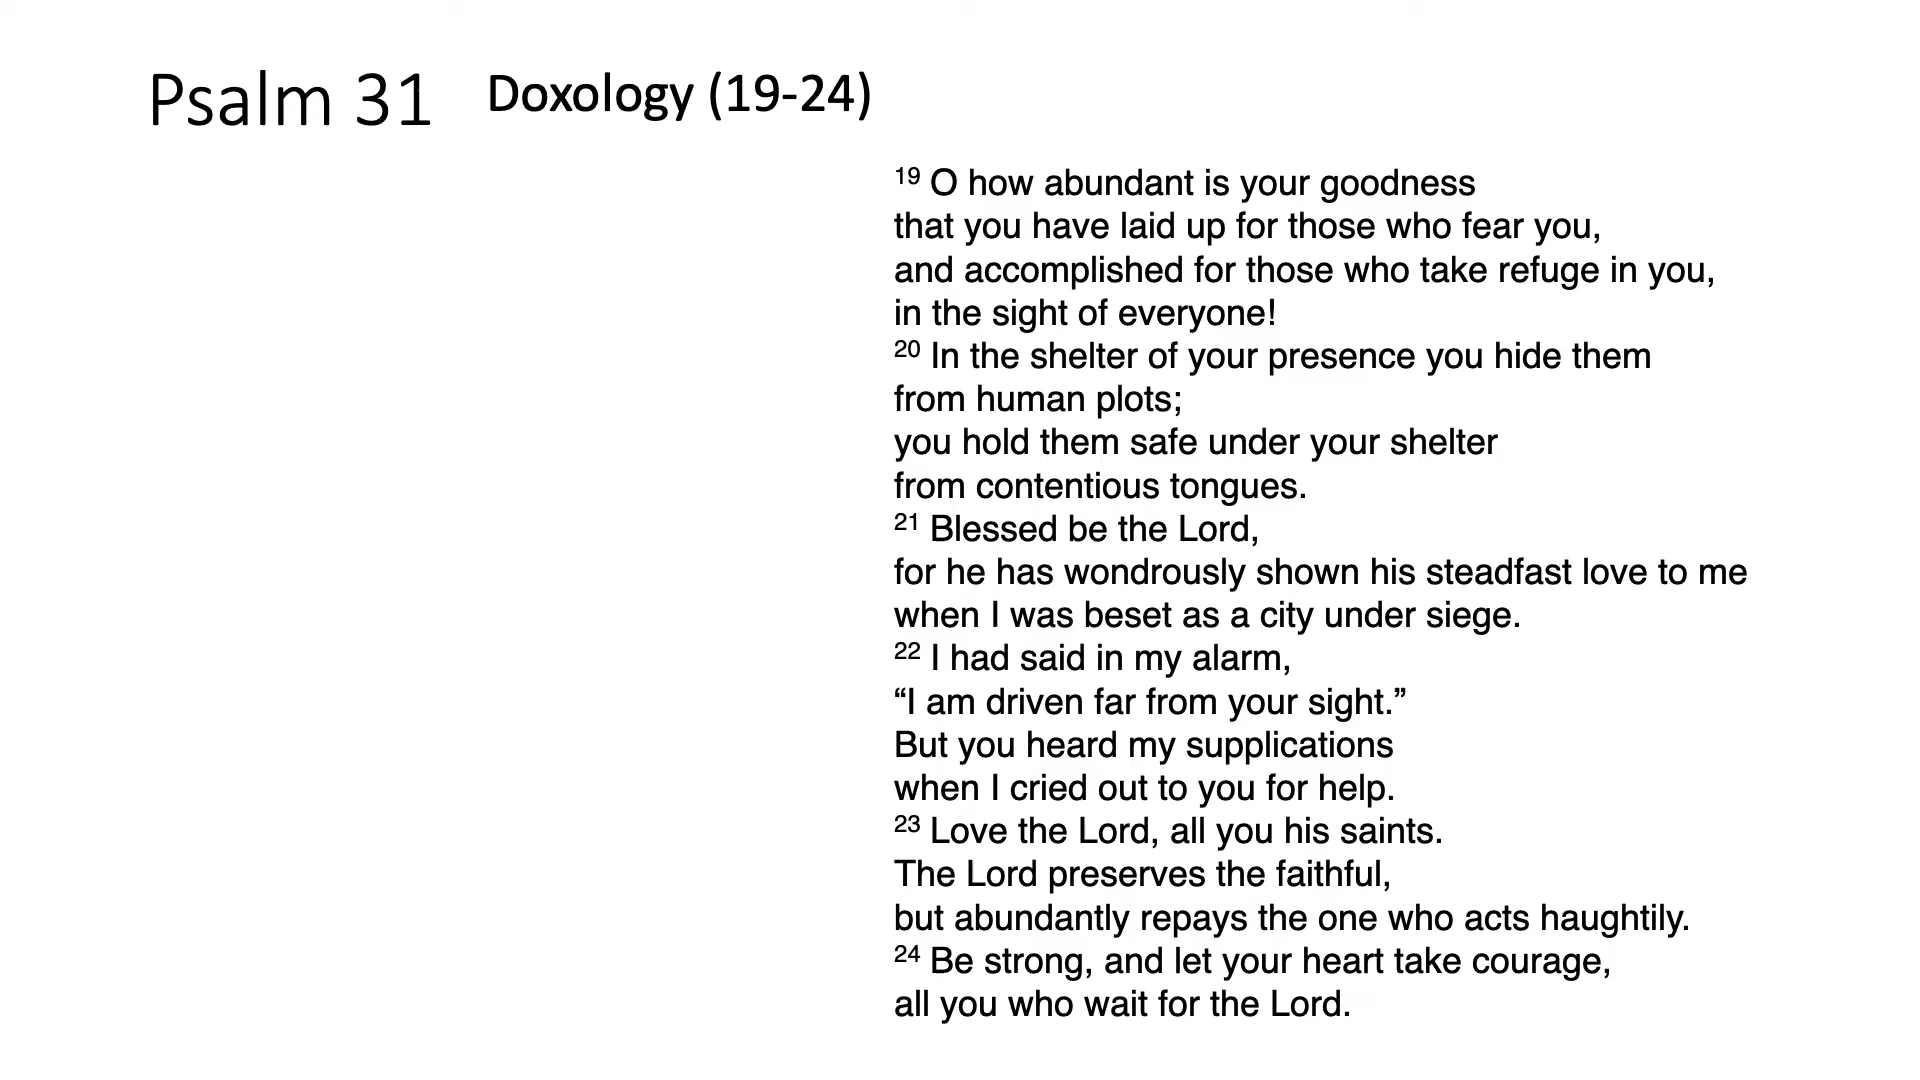 Psalm 31 Doxology (19-24)
19 O how abundant is your goodness
that you have laid up for those who fear you,
and accomplished for those who take refuge in you,
in the sight of everyone!
20 In the shelter of your presence you hide them
from human plots;
you hold them safe under your shelter
from contentious tongues.
21 Blessed be the Lord,
for he has wondrously shown his steadfast love to me
when I was beset as a city under siege.
22 I had said in my alarm,
“I am driven far from your sight.”
But you heard my supplications
when I cried out to you for help.
23 Love the Lord, all you his saints.
The Lord preserves the faithful,
but abundantly repays the one who acts haughtily.
24 Be strong, and let your heart take courage,
all you who wait for the Lord.